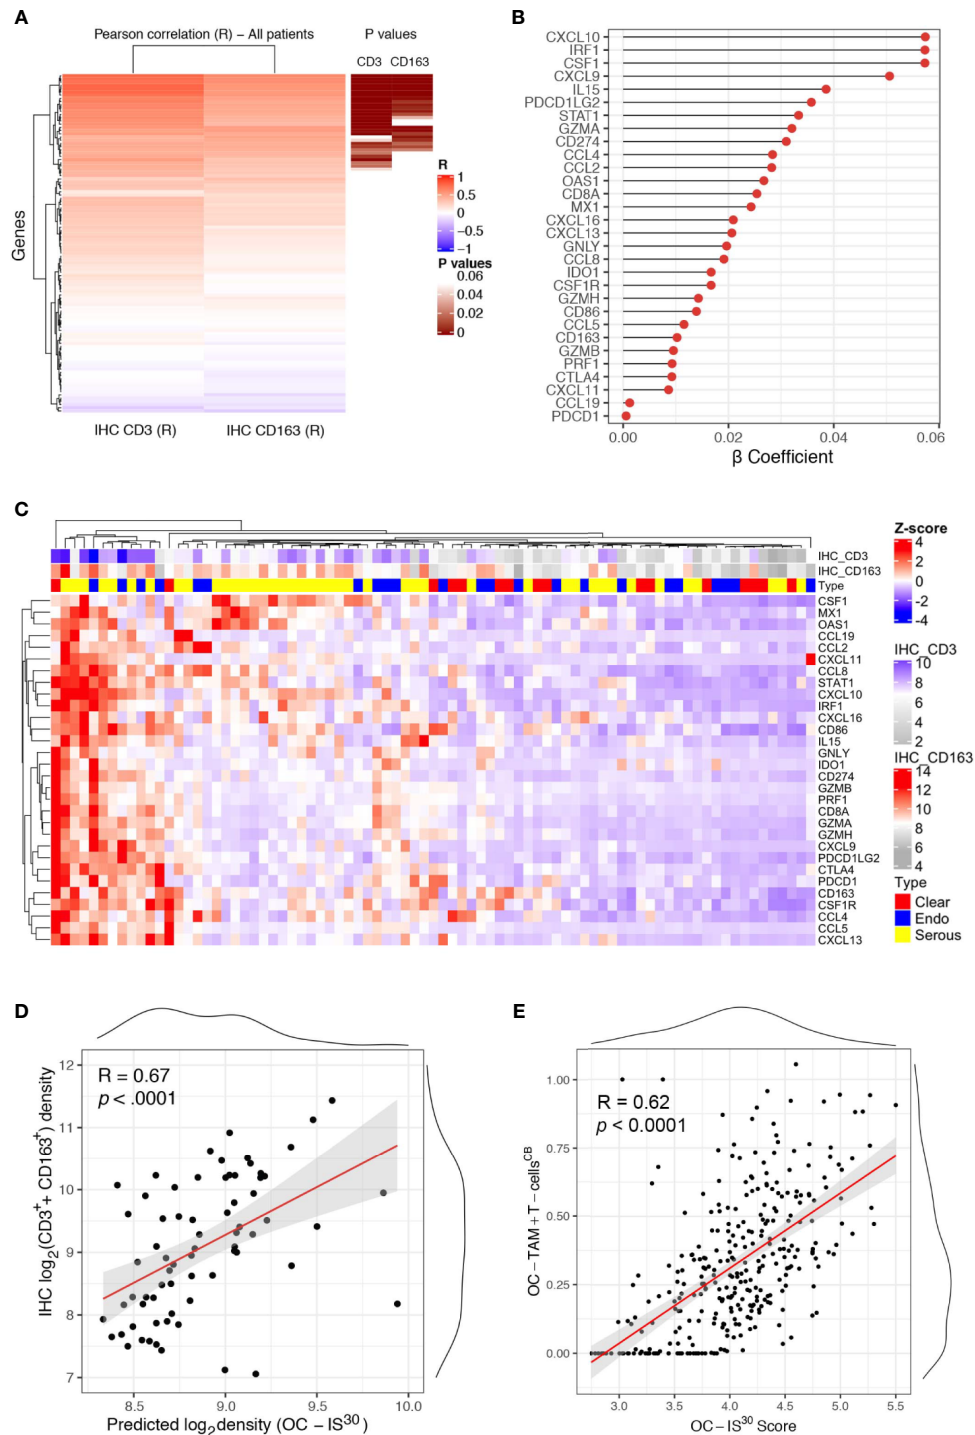 A
Pearson correlation (R) – All patients
P values
CD3 CD163
Genes
R
1
0.5
0
−0.5
−1
P values
0.06
0.04
0.02
0
IHC CD3 (R)
IHC CD163 (R)
B
CXCL10
IRF1
CSF1
CXCL9
IL15
PDCD1LG2
STAT1
GZMA
CD274
CCL4
CCL2
OAS1
CD8A
MX1
CXCL16
CXCL13
GNLY
CCL8
IDO1
CSF1R
GZMH
CD86
CCL5
CD163
GZMB
PRF1
CTLA4
CXCL11
CCL19
PDCD1
0.00 0.02 0.04 0.06
β Coefficient
C
IHC_CD3
IHC_CD163
Type
CSF1
MX1
OAS1
CCL19
CCL2
CXCL11
CCL8
STAT1
CXCL10
IRF1
CXCL16
CD86
IL15
GNLY
IDO1
CD274
GZMB
PRF1
CD8A
GZMA
GZMH
CXCL9
PDCD1LG2
CTLA4
PDCD1
CD163
CSF1R
CCL4
CCL5
CXCL13
Z-score
4
2
0
−2
−4
IHC_CD3
10
8
6
4
2
IHC_CD163
14
12
10
8
6
4
Type
Clear
Endo
Serous
D
R = 0.67
p < .0001
IHC log₂(CD3⁺ + CD163⁺) density
12
11
10
9
8
7
8.5 9.0 9.5 10.0
Predicted log₂density (OC − IS³⁰)
E
R = 0.62
p < 0.0001
OC − TAM + T − cellsᶜᴮ
1.00
0.75
0.50
0.25
0.00
3.0 3.5 4.0 4.5 5.0 5.5
OC − IS³⁰ Score